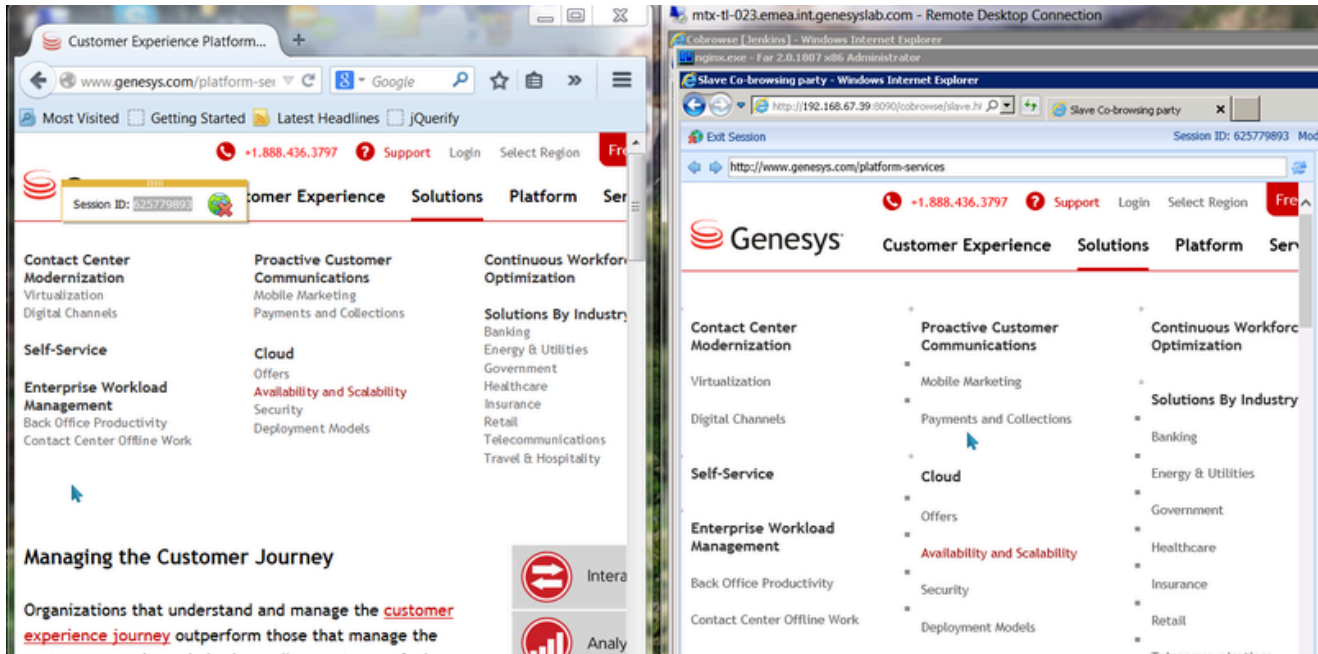 Customer Experience Platform...
www.genesys.com/platform-ser
Google
Most Visited
Getting Started
Latest Headlines
jQuerify
+1.888.436.3797
Support
Login
Select Region
Fre
Session ID: 625779893
tomer Experience
Solutions
Platform
Ser
Contact Center
Modernization
Virtualization
Digital Channels
Self-Service
Enterprise Workload
Management
Back Office Productivity
Contact Center Offline Work
Proactive Customer
Communications
Mobile Marketing
Payments and Collections
Cloud
Offers
Availability and Scalability
Security
Deployment Models
Continuous Workfor
Optimization
Solutions By Industry
Banking
Energy & Utilities
Government
Healthcare
Insurance
Retail
Telecommunications
Travel & Hospitality
Managing the Customer Journey
Organizations that understand and manage the customer
experience journey outperform those that manage the
Intera
Analy
mtx-tl-023.emea.int.genesyslab.com - Remote Desktop Connection
Cobrowse [Jenkins] - Windows Internet Explorer
nginx.exe - Far 2.0.1807 x86 Administrator
Slave Co-browsing party - Windows Internet Explorer
http://192.168.67.39:8090/cobrowse/slave.ht
Slave Co-browsing party
Exit Session
Session ID: 625779893
Mod
http://www.genesys.com/platform-services
+1.888.436.3797
Support
Login
Select Region
Fre
Genesys
Customer Experience
Solutions
Platform
Serv
Contact Center
Modernization
Virtualization
Digital Channels
Self-Service
Enterprise Workload
Management
Back Office Productivity
Contact Center Offline Work
Proactive Customer
Communications
Mobile Marketing
Payments and Collections
Cloud
Offers
Availability and Scalability
Security
Deployment Models
Continuous Workforc
Optimization
Solutions By Industry
Banking
Energy & Utilities
Government
Healthcare
Insurance
Retail